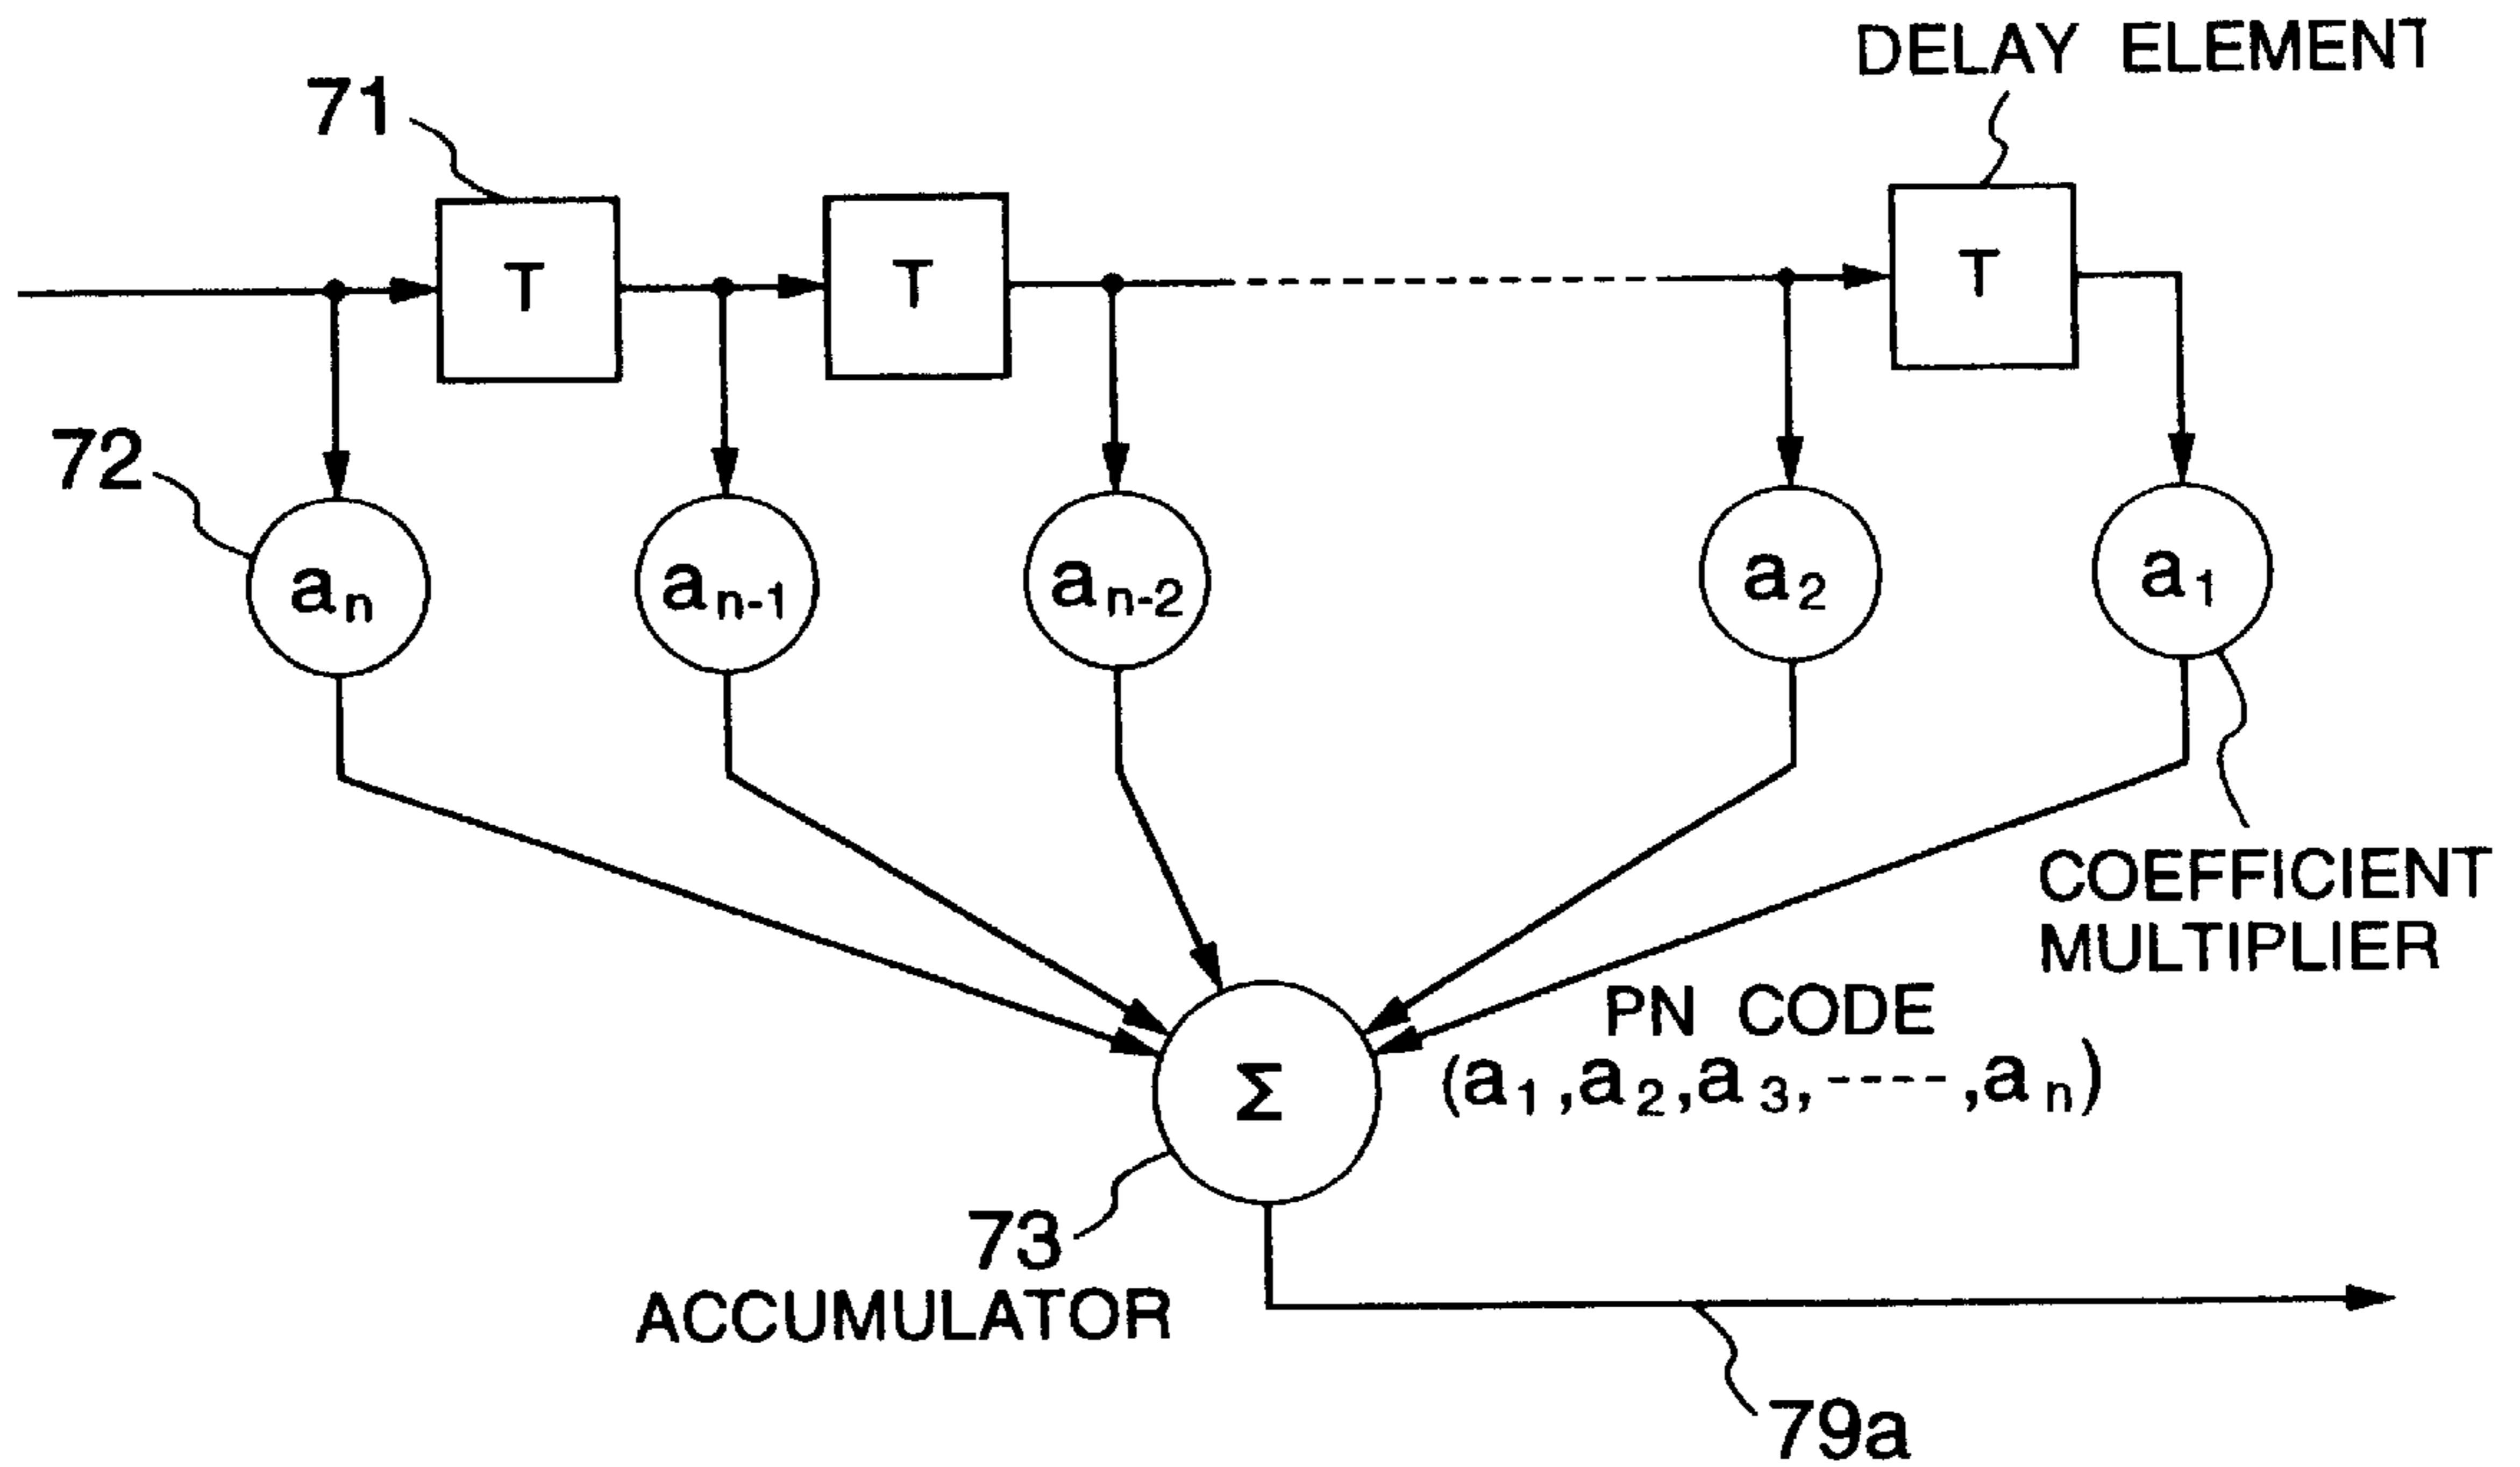 DELAY ELEMENT
71
T
T
T
72
aₙ
aₙ₋₁
aₙ₋₂
a₂
a₁
COEFFICIENT
MULTIPLIER
PN CODE
(a₁,a₂,a₃,----,aₙ)
Σ
73
ACCUMULATOR
79a